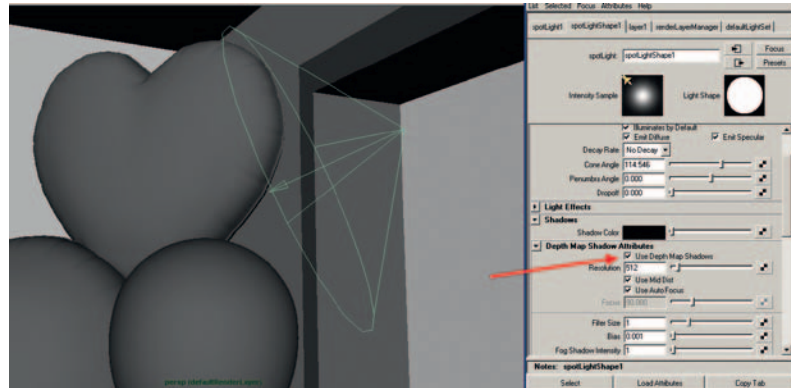 List Selected Focus Attributes Help
spotLight1 spotLightShape1 layer1 renderLayerManager defaultLightSet
spotLight: spotLightShape1
Focus
Presets
Intensity Sample Light Shape
Illuminates by Default
Emit Diffuse Emit Specular
Decay Rate No Decay
Cone Angle 114.546
Penumbra Angle 0.000
Dropoff 0.000
Light Effects
Shadows
Shadow Color
Depth Map Shadow Attributes
Use Depth Map Shadows
Resolution 512
Use Mid Dist
Use Auto Focus
Focus 90.000
Filter Size 1
Bias 0.001
Fog Shadow Intensity 1
persp (defaultRenderLayer)
Notes: spotLightShape1
Select Load Attributes Copy Tab